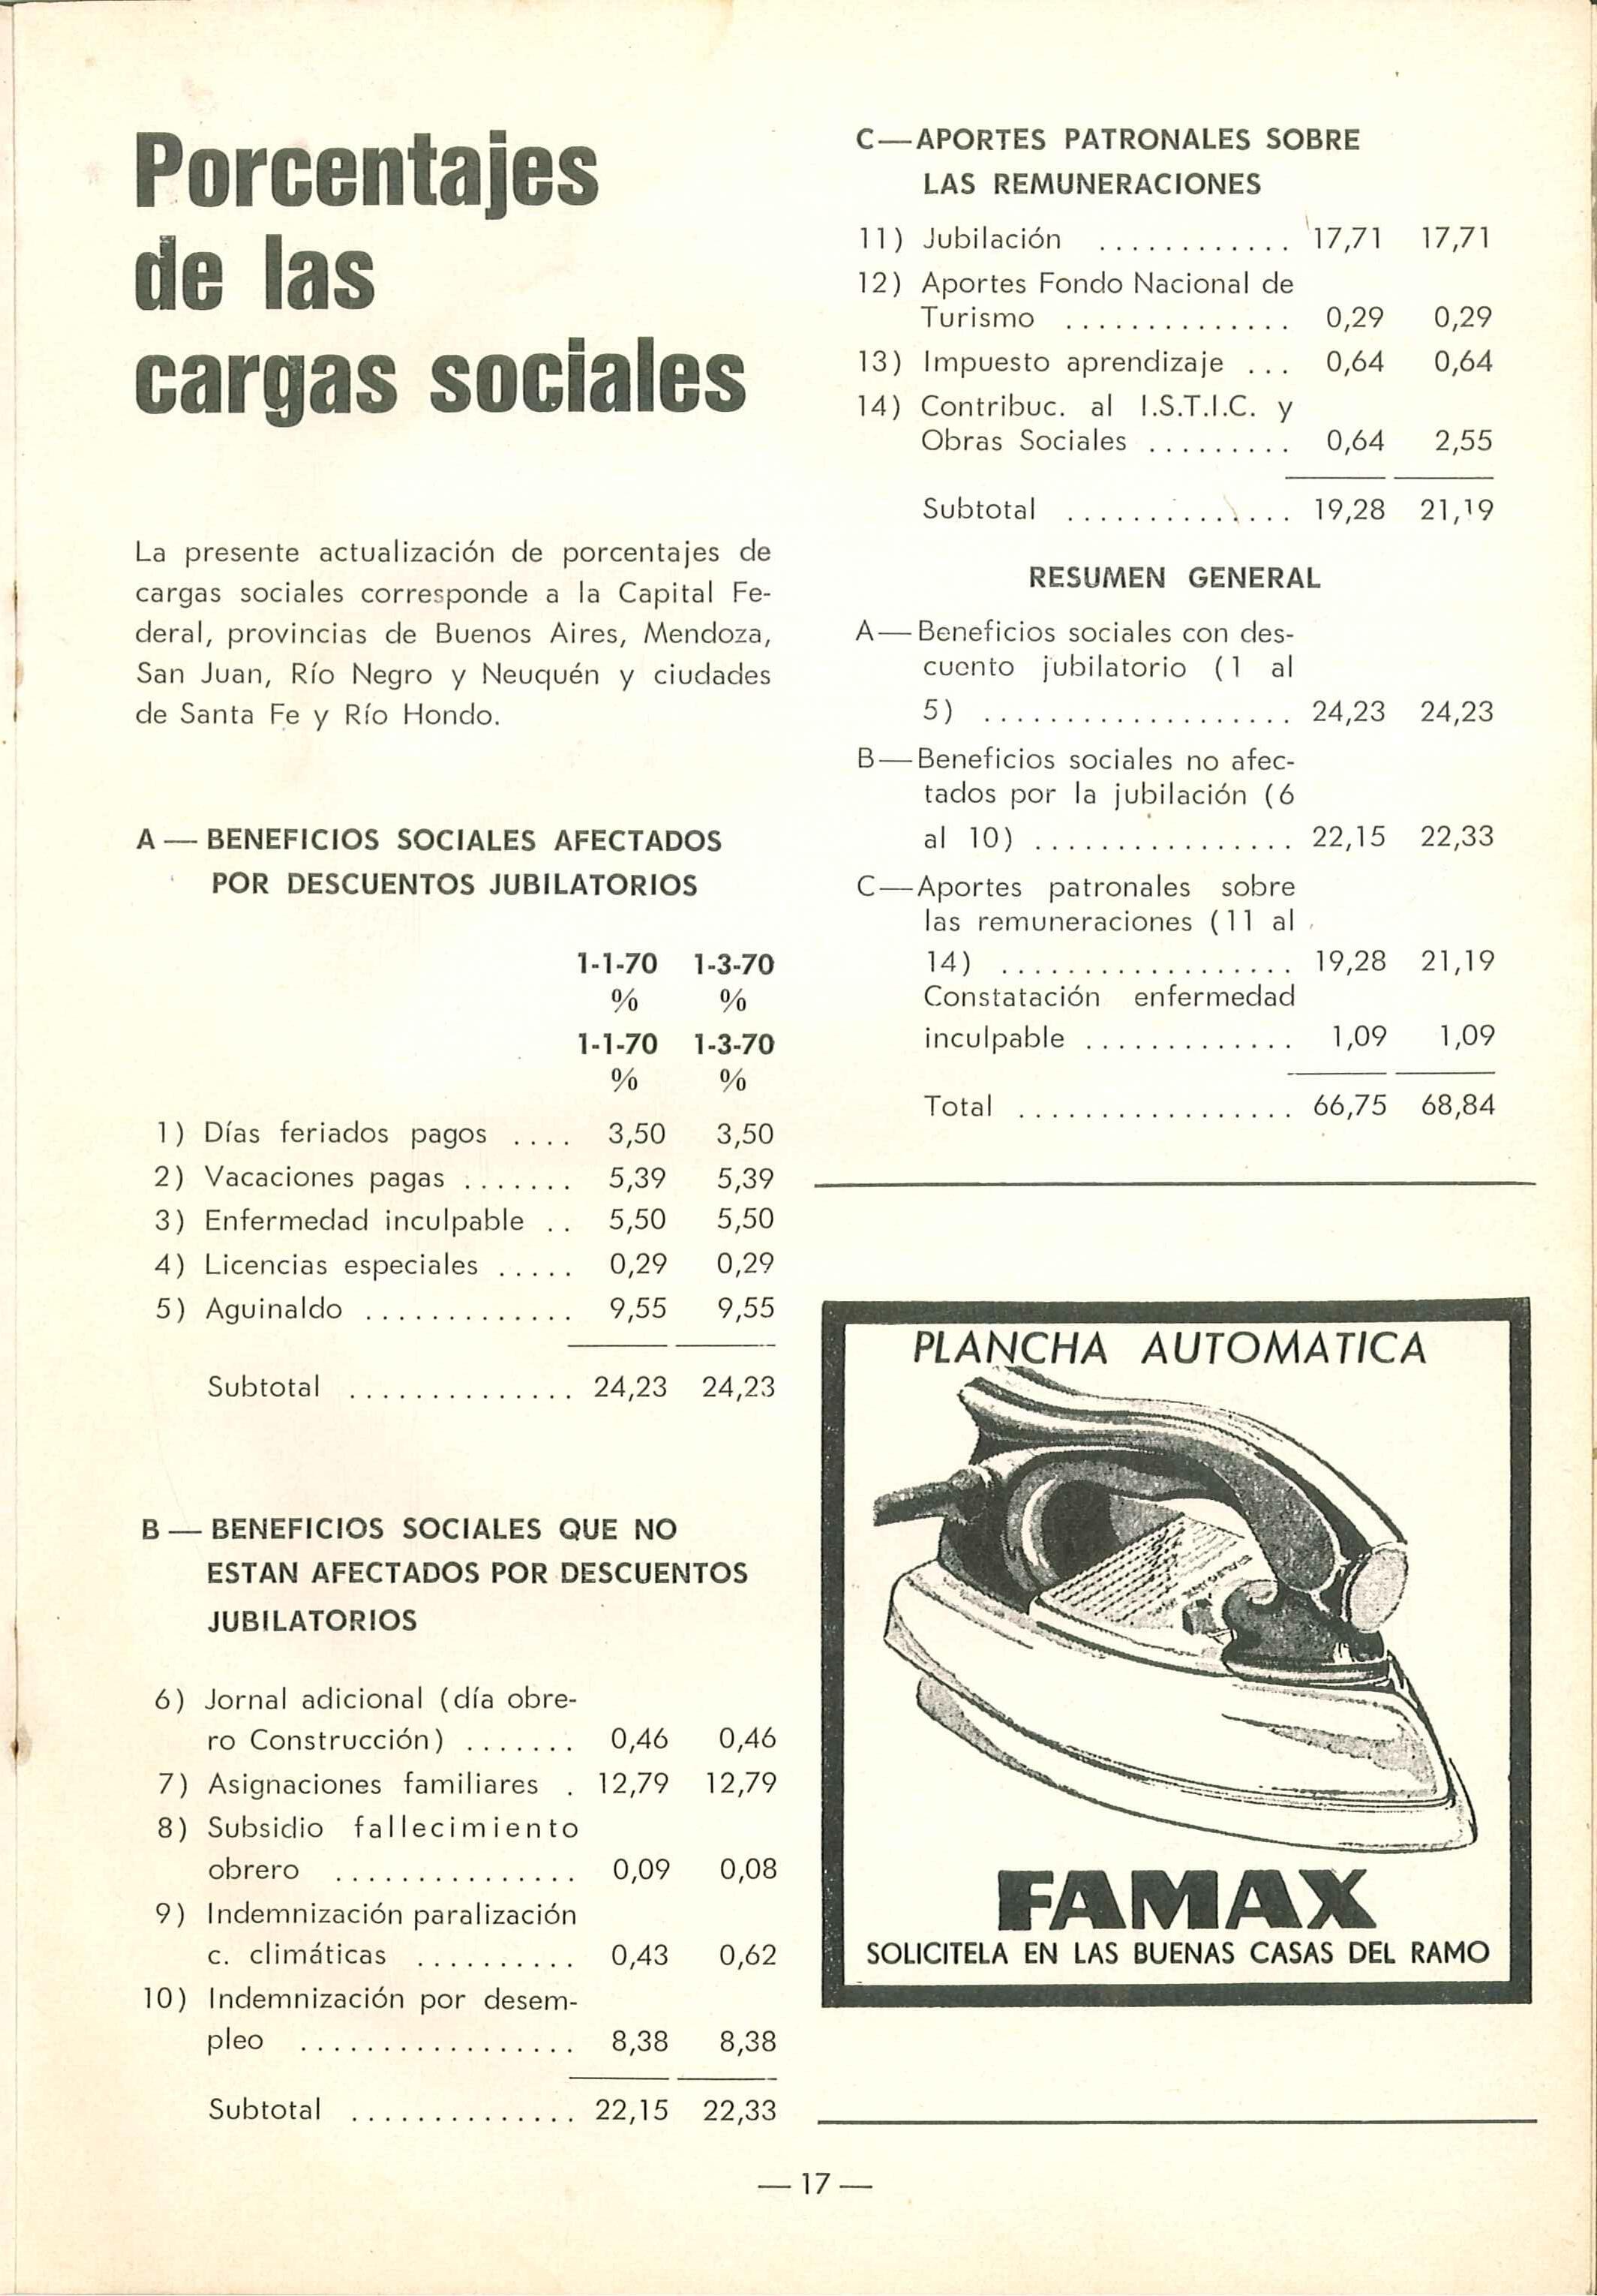 Porcentajes
de las
cargas sociales
La presente actualización de porcentajes de
cargas sociales corresponde a la Capital Fe-
deral, provincias de Buenos Aires, Mendoza,
San Juan, Río Negro y Neuquén y ciudades
de Santa Fe y Río Hondo.
A — BENEFICIOS SOCIALES AFECTADOS
POR DESCUENTOS JUBILATORIOS
1-1-70 1-3-70
% %
1-1-70 1-3-70
% %
1) Días feriados pagos .... 3,50 3,50
2) Vacaciones pagas ....... 5,39 5,39
3) Enfermedad inculpable .. 5,50 5,50
4) Licencias especiales ..... 0,29 0,29
5) Aguinaldo ............. 9,55 9,55
Subtotal .............. 24,23 24,23
B — BENEFICIOS SOCIALES QUE NO
ESTAN AFECTADOS POR DESCUENTOS
JUBILATORIOS
6) Jornal adicional (día obre-
ro Construcción) ....... 0,46 0,46
7) Asignaciones familiares . 12,79 12,79
8) Subsidio fallecimiento
obrero ............... 0,09 0,08
9) Indemnización paralización
c. climáticas .......... 0,43 0,62
10) Indemnización por desem-
pleo ................. 8,38 8,38
Subtotal .............. 22,15 22,33
C—APORTES PATRONALES SOBRE
LAS REMUNERACIONES
11) Jubilación ............ 17,71 17,71
12) Aportes Fondo Nacional de
Turismo .............. 0,29 0,29
13) Impuesto aprendizaje ... 0,64 0,64
14) Contribuc. al I.S.T.I.C. y
Obras Sociales ......... 0,64 2,55
Subtotal .............. 19,28 21,19
RESUMEN GENERAL
A—Beneficios sociales con des-
cuento jubilatorio (1 al
5) ................... 24,23 24,23
B—Beneficios sociales no afec-
tados por la jubilación (6
al 10) ................ 22,15 22,33
C—Aportes patronales sobre
las remuneraciones (11 al
14) .................. 19,28 21,19
Constatación enfermedad
inculpable ............. 1,09 1,09
Total ................. 66,75 68,84
PLANCHA AUTOMATICA
FAMAX
SOLICITELA EN LAS BUENAS CASAS DEL RAMO
— 17 —